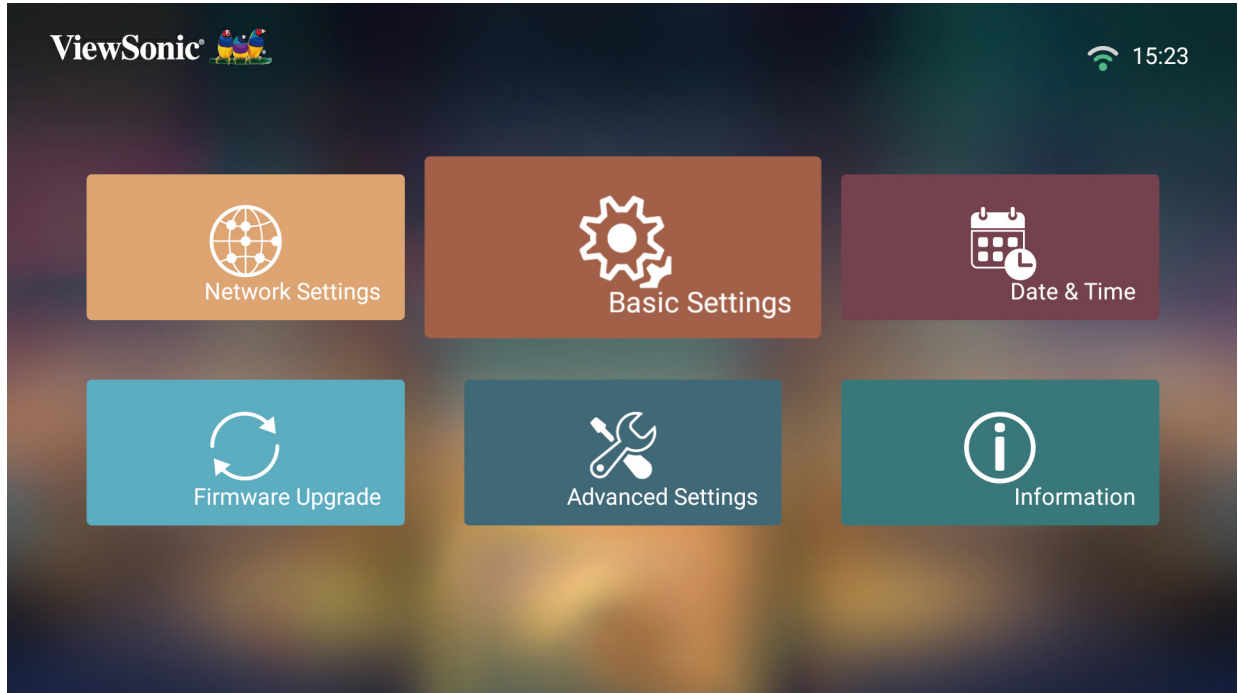 ViewSonic®
15:23
Network Settings
Basic Settings
Date & Time
Firmware Upgrade
Advanced Settings
Information